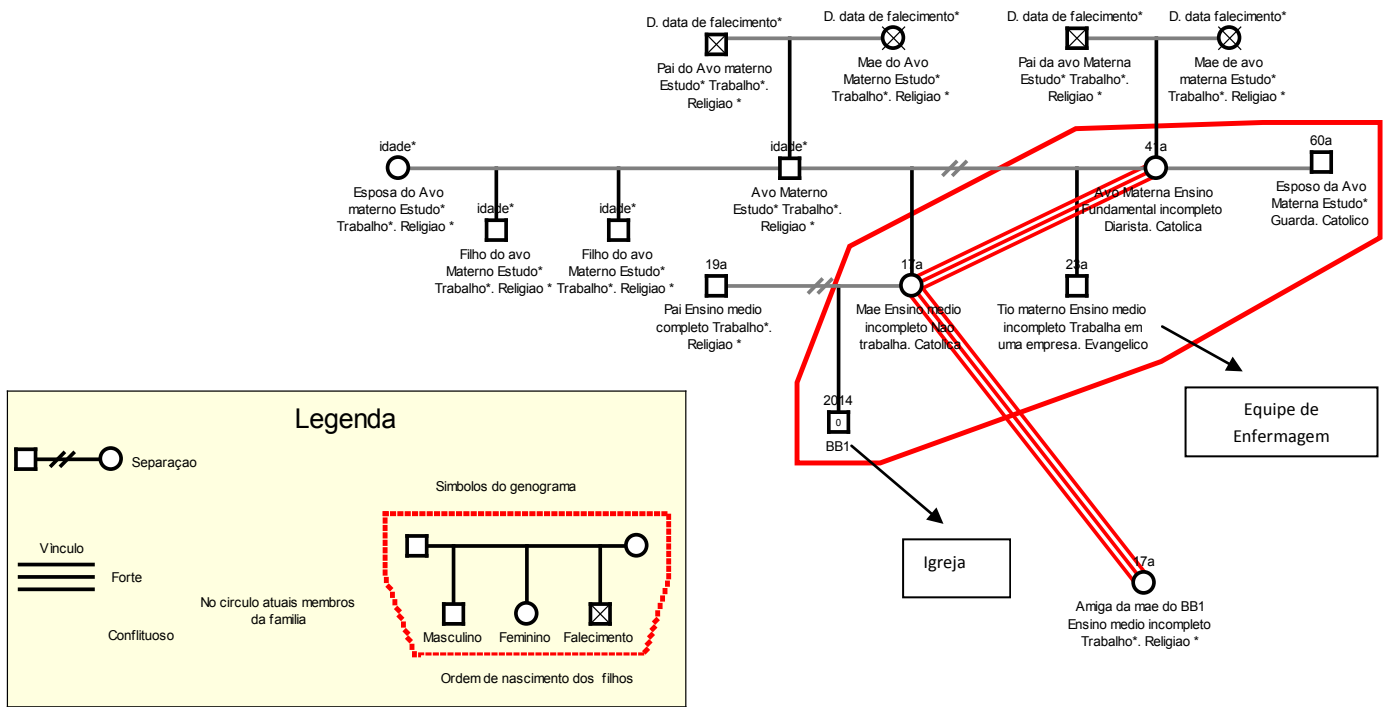 D. data de falecimento*
D. data de falecimento*
D. data de falecimento*
D. data falecimento*
Pai do Avo materno
Estudo* Trabalho*.
Religiao *
Mae do Avo
Materno Estudo*
Trabalho*. Religiao *
Pai da avo Materna
Estudo* Trabalho*.
Religiao *
Mae de avo
materna Estudo*
Trabalho*. Religiao *
idade*
Esposa do Avo
materno Estudo*
Trabalho*. Religiao *
idade*
Avo Materno
Estudo* Trabalho*.
Religiao *
41a
Avo Materna Ensino
Fundamental incompleto
Diarista. Catolica
60a
Esposo da Avo
Materna Estudo*
Guarda. Catolico
idade*
Filho do avo
Materno Estudo*
Trabalho*. Religiao *
idade*
Filho do avo
Materno Estudo*
Trabalho*. Religiao *
19a
Pai Ensino medio
completo Trabalho*.
Religiao *
17a
Mae Ensino medio
incompleto Nao
trabalha. Catolica
23a
Tio materno Ensino medio
incompleto Trabalha em
uma empresa. Evangelico
2014
0
BB1
Equipe de
Enfermagem
Igreja
17a
Amiga da mae do BB1
Ensino medio incompleto
Trabalho*. Religiao *
Legenda
Separaçao
Simbolos do genograma
Vìnculo
Forte
Conflituoso
No circulo atuais membros
da familia
Masculino
Feminino
Falecimento
Ordem de nascimento dos filhos